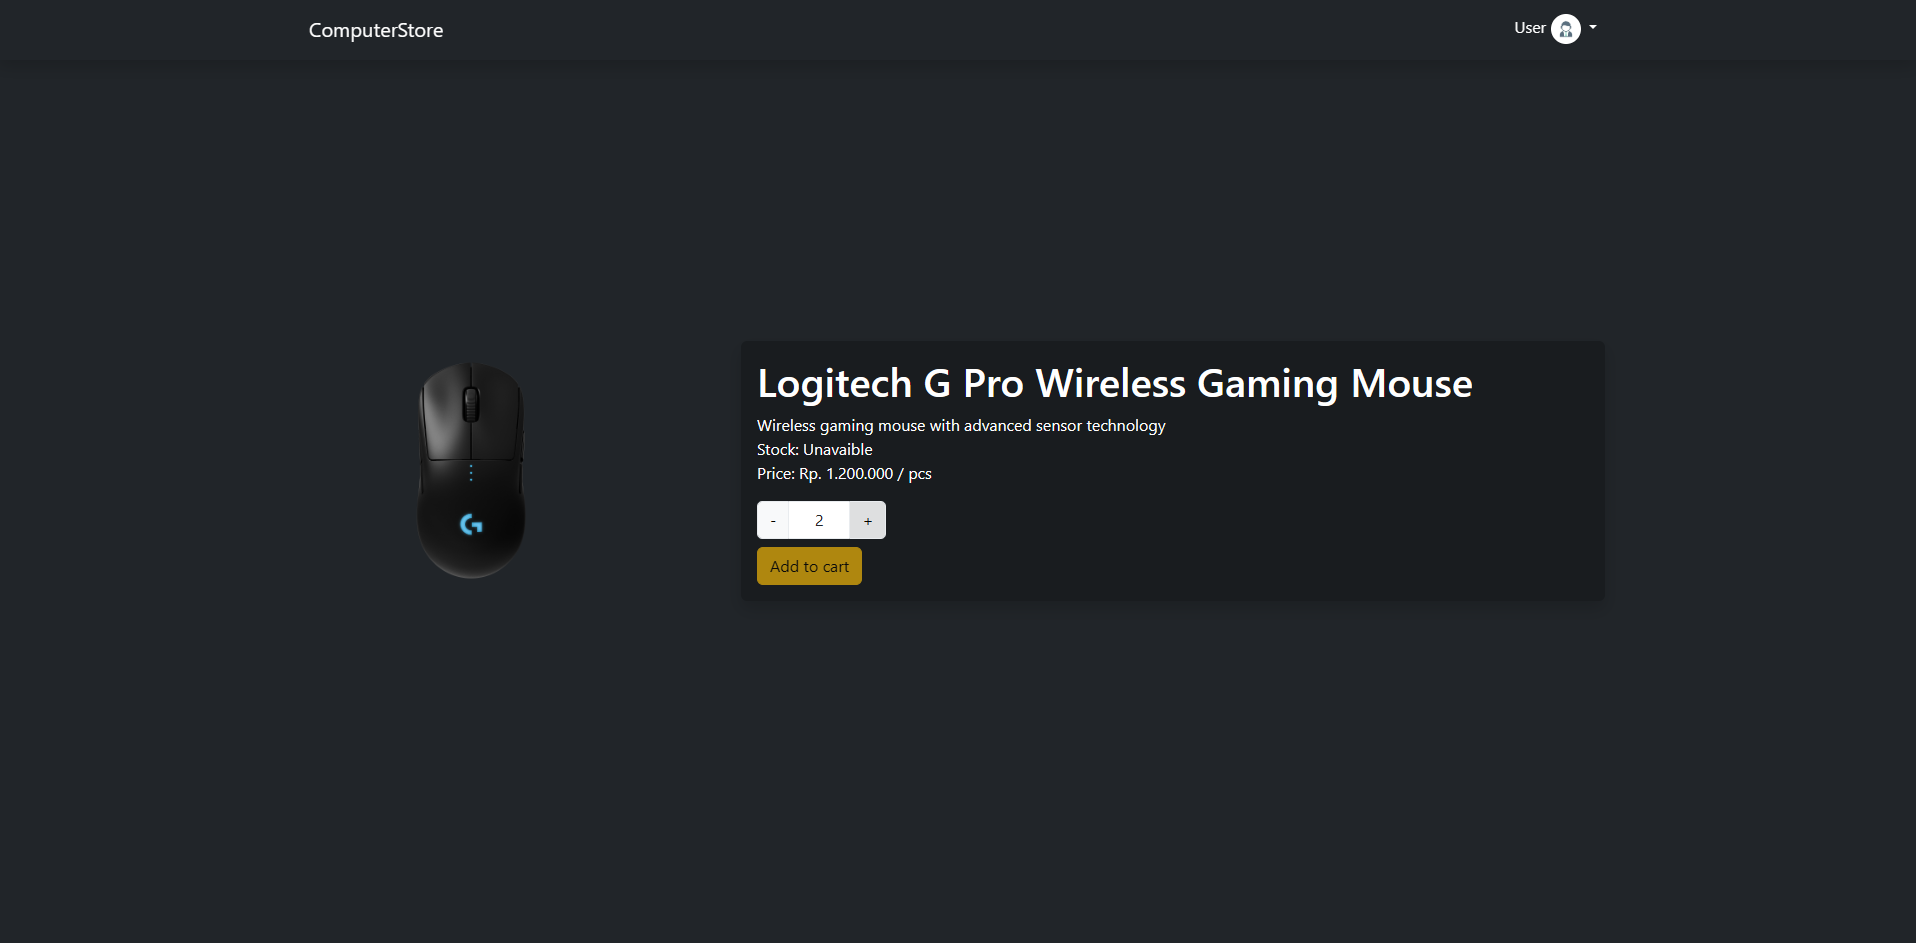 ComputerStore
User
Logitech G Pro Wireless Gaming Mouse
Wireless gaming mouse with advanced sensor technology
Stock: Unavaible
Price: Rp. 1.200.000 / pcs
- 2 +
Add to cart